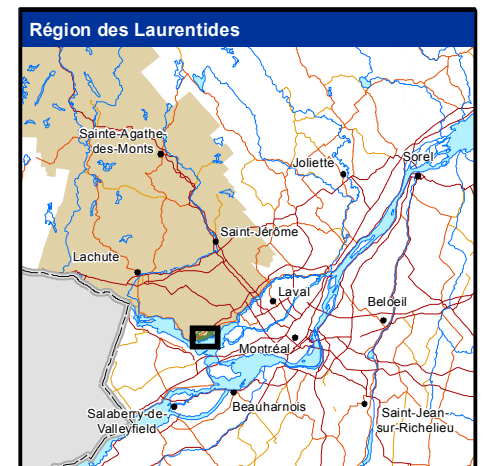 Région des Laurentides
Sainte-Agathe-
des-Monts
Joliette
Sorel
Saint-Jérôme
Lachute
Laval
Beloeil
Montréal
Salaberry-de-
Valleyfield
Beauharnois
Saint-Jean-
sur-Richelieu